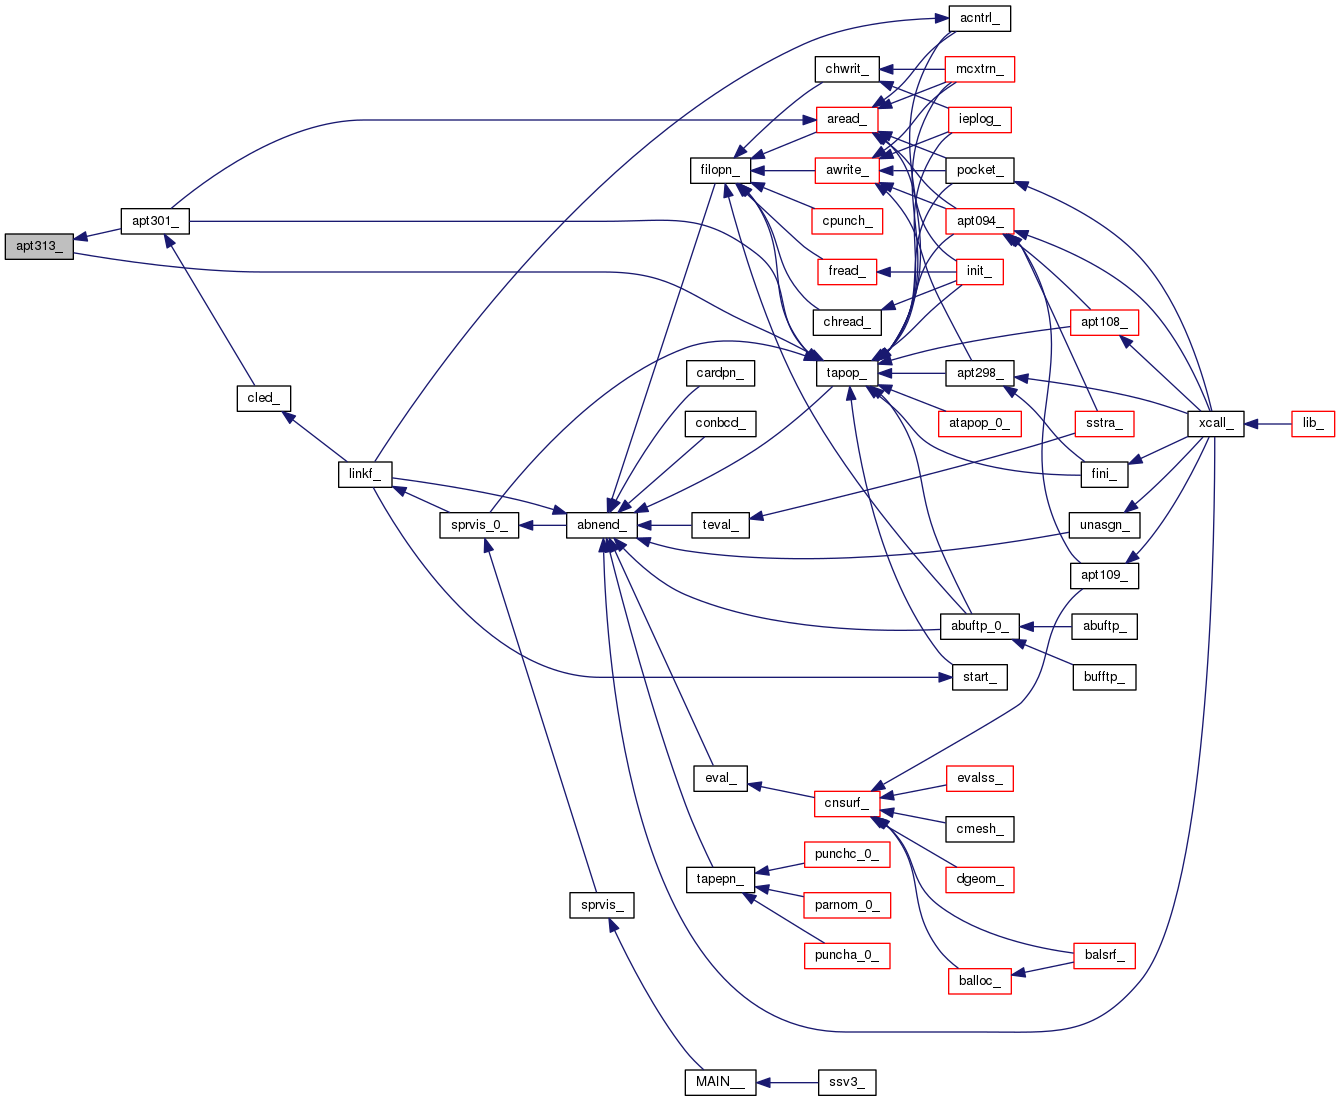 acntrl_
chwrit_
mcxtrn_
aread_
ieplog_
filopn_
awrite_
pocket_
apt301_
cpunch_
apt094_
apt313_
fread_
init_
chread_
apt108_
cardpn_
tapop_
apt298_
cled_
conbcd_
atapop_0_
sstra_
xcall_
lib_
linkf_
fini_
sprvis_0_
abnend_
teval_
unasgn_
apt109_
abuftp_0_
abuftp_
start_
bufftp_
eval_
evalss_
cnsurf_
cmesh_
punchc_0_
tapepn_
dgeom_
sprvis_
parnom_0_
puncha_0_
balsrf_
balloc_
MAIN__
ssv3_